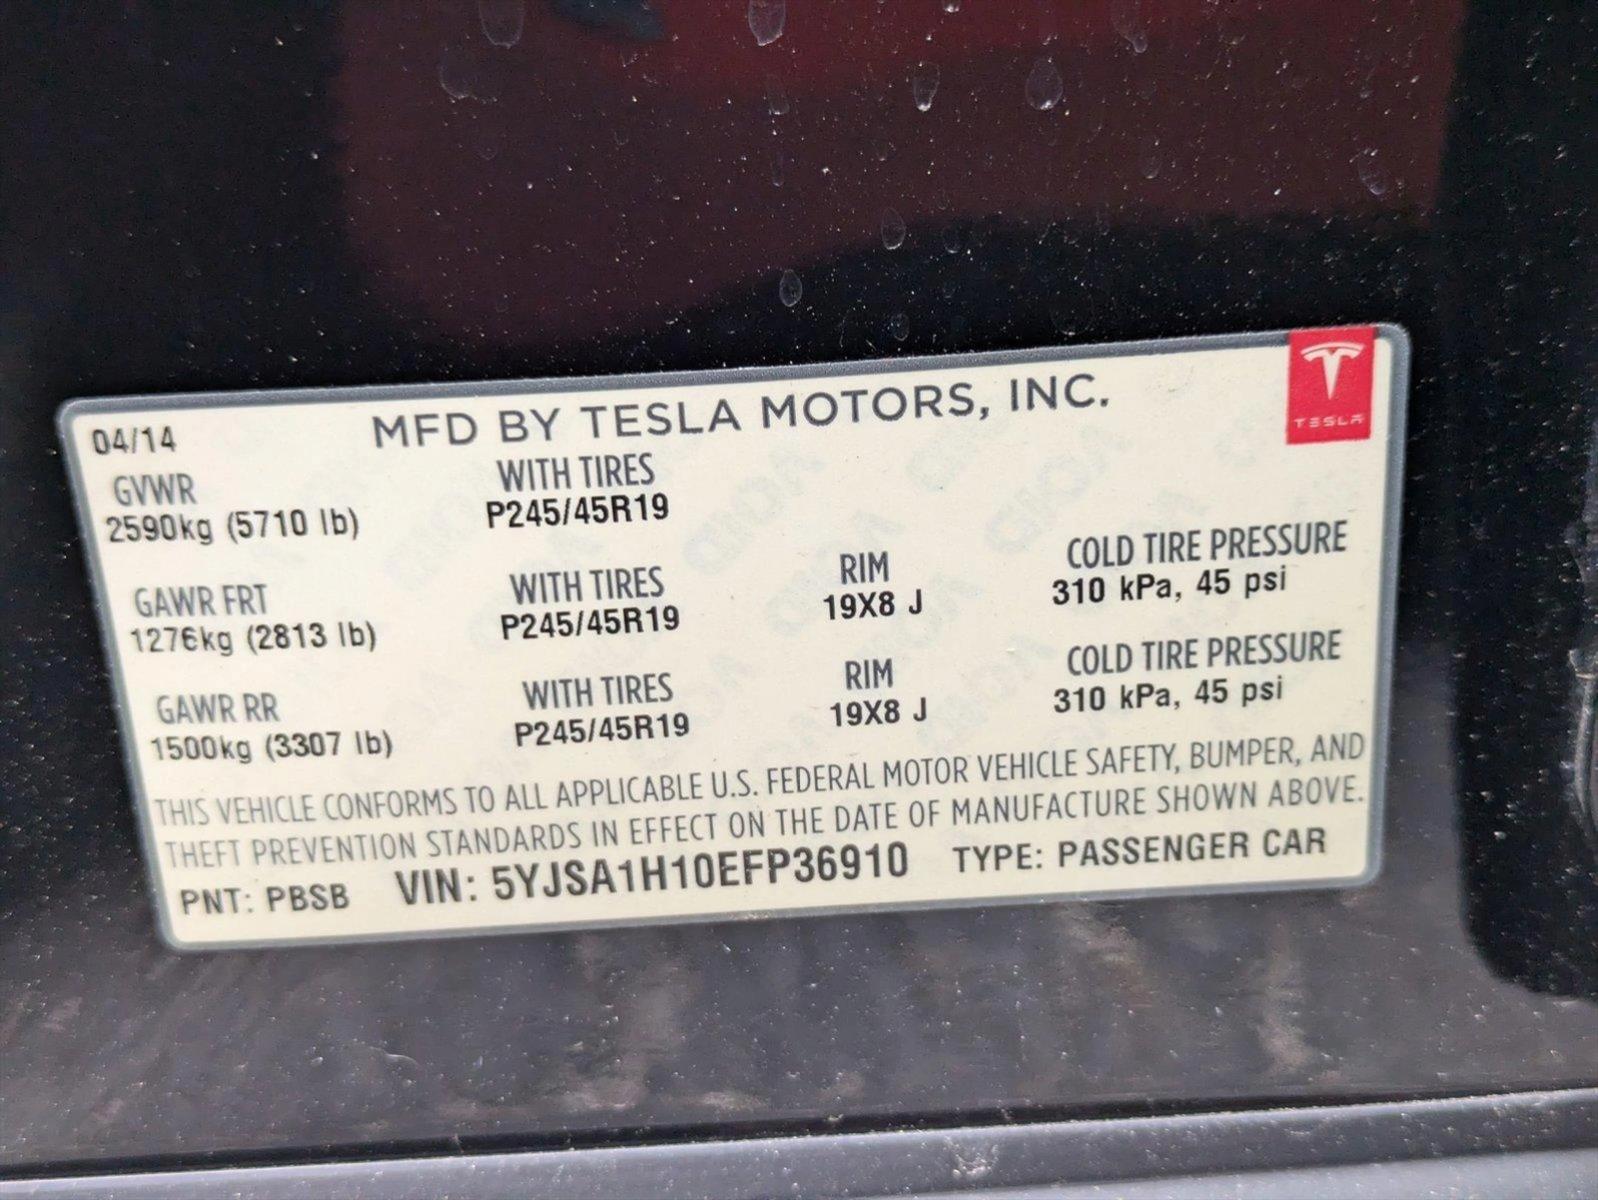 04/14 MFD BY TESLA MOTORS, INC.
TESLA
GVWR WITH TIRES
2590kg (5710 lb) P245/45R19
GAWR FRT WITH TIRES RIM COLD TIRE PRESSURE
1276kg (2813 lb) P245/45R19 19X8 J 310 kPa, 45 psi
GAWR RR WITH TIRES RIM COLD TIRE PRESSURE
1500kg (3307 lb) P245/45R19 19X8 J 310 kPa, 45 psi
THIS VEHICLE CONFORMS TO ALL APPLICABLE U.S. FEDERAL MOTOR VEHICLE SAFETY, BUMPER, AND
THEFT PREVENTION STANDARDS IN EFFECT ON THE DATE OF MANUFACTURE SHOWN ABOVE.
PNT: PBSB VIN: 5YJSA1H10EFP36910 TYPE: PASSENGER CAR